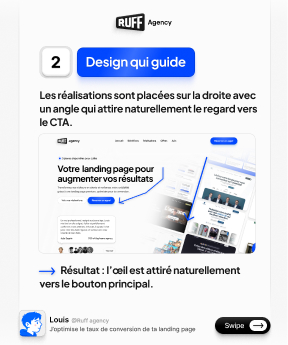 RUFF Agency
2
Design qui guide
Les réalisations sont placées sur la droite avec
un angle qui attire naturellement le regard vers
le CTA.
RUFF agency
Votre landing page pour
augmenter vos résultats
→ Résultat : l’œil est attiré naturellement
vers le bouton principal.
Louis @Ruff agency
J'optimise le taux de conversion de ta landing page
Swipe →